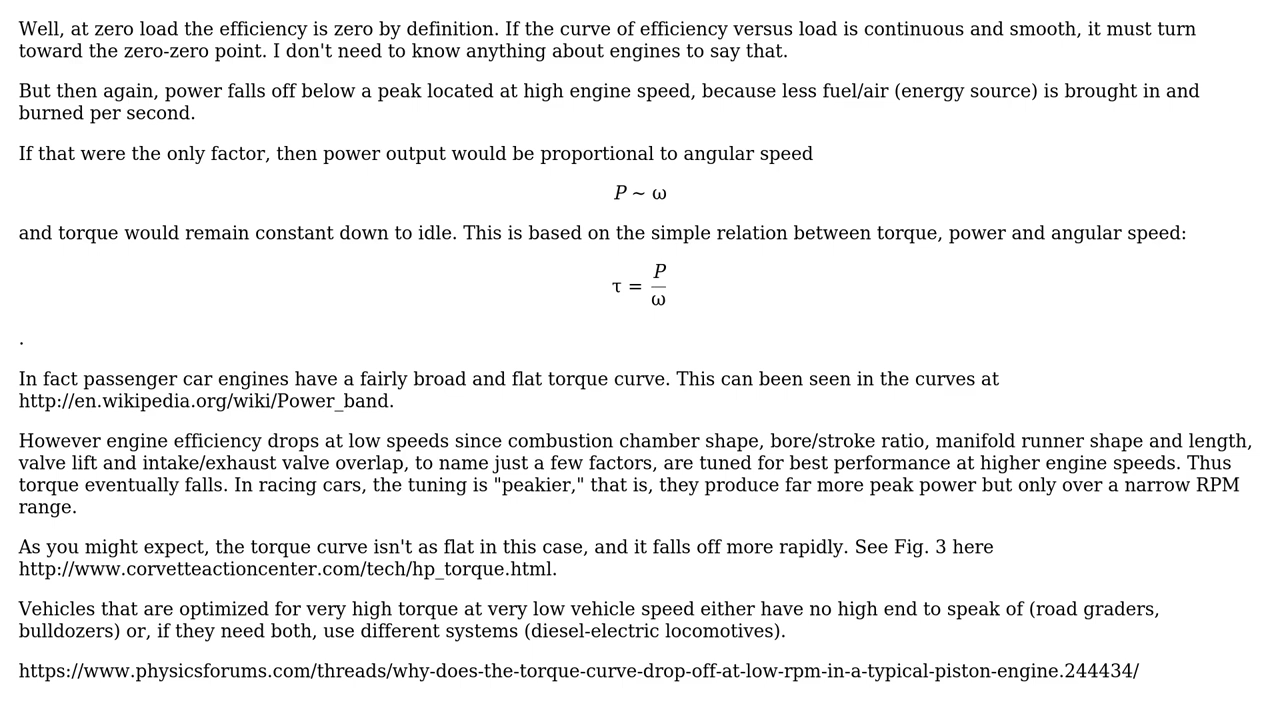 Well, at zero load the efficiency is zero by definition. If the curve of efficiency versus load is continuous and smooth, it must turn
toward the zero-zero point. I don't need to know anything about engines to say that.
But then again, power falls off below a peak located at high engine speed, because less fuel/air (energy source) is brought in and
burned per second.
If that were the only factor, then power output would be proportional to angular speed
P ~ ω
and torque would remain constant down to idle. This is based on the simple relation between torque, power and angular speed:
τ = P/ω
.
In fact passenger car engines have a fairly broad and flat torque curve. This can been seen in the curves at
http://en.wikipedia.org/wiki/Power_band.
However engine efficiency drops at low speeds since combustion chamber shape, bore/stroke ratio, manifold runner shape and length,
valve lift and intake/exhaust valve overlap, to name just a few factors, are tuned for best performance at higher engine speeds. Thus
torque eventually falls. In racing cars, the tuning is "peakier," that is, they produce far more peak power but only over a narrow RPM
range.
As you might expect, the torque curve isn't as flat in this case, and it falls off more rapidly. See Fig. 3 here
http://www.corvetteactioncenter.com/tech/hp_torque.html.
Vehicles that are optimized for very high torque at very low vehicle speed either have no high end to speak of (road graders,
bulldozers) or, if they need both, use different systems (diesel-electric locomotives).
https://www.physicsforums.com/threads/why-does-the-torque-curve-drop-off-at-low-rpm-in-a-typical-piston-engine.244434/